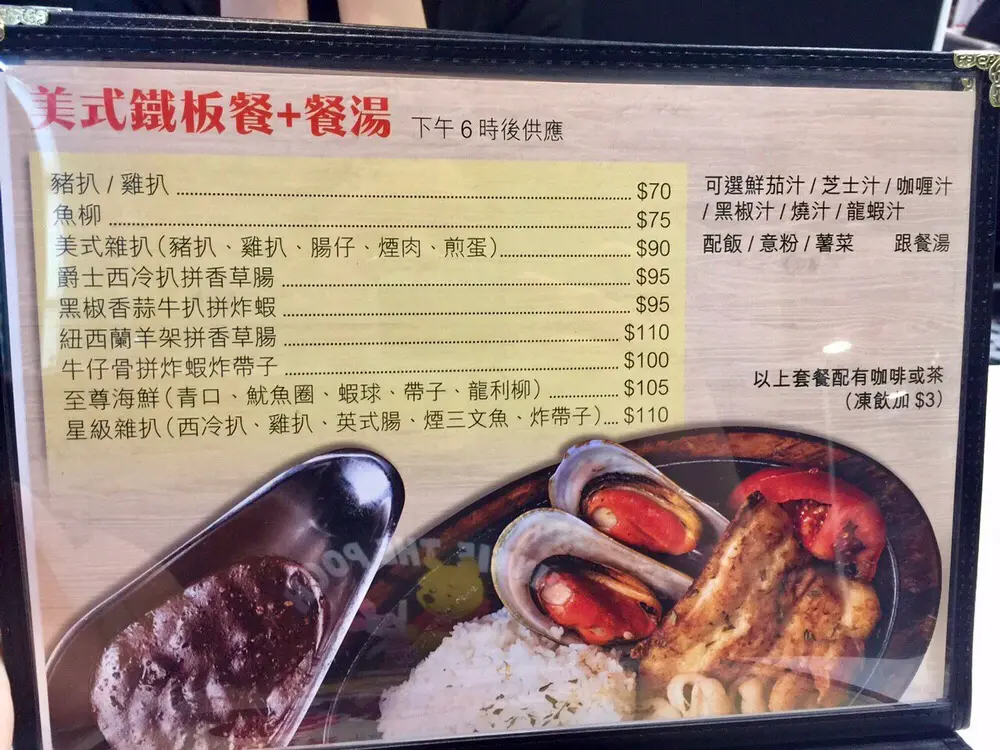 美式鐵板餐+餐湯 下午6時後供應
豬扒 / 雞扒 $70
魚柳 $75
美式雜扒(豬扒、雞扒、腸仔、煙肉、煎蛋) $90
爵士西冷扒拼香草腸 $95
黑椒香蒜牛扒拼炸蝦 $95
紐西蘭羊架拼香草腸 $110
牛仔骨拼炸蝦炸帶子 $100
至尊海鮮(青口、魷魚圈、蝦球、帶子、龍利柳) $105
星級雜扒(西冷扒、雞扒、英式腸、煙三文魚、炸帶子) $110
可選鮮茄汁 / 芝士汁 / 咖喱汁
/ 黑椒汁 / 燒汁 / 龍蝦汁
配飯 / 意粉 / 薯菜 跟餐湯
以上套餐配有咖啡或茶
(凍飲加 $3)